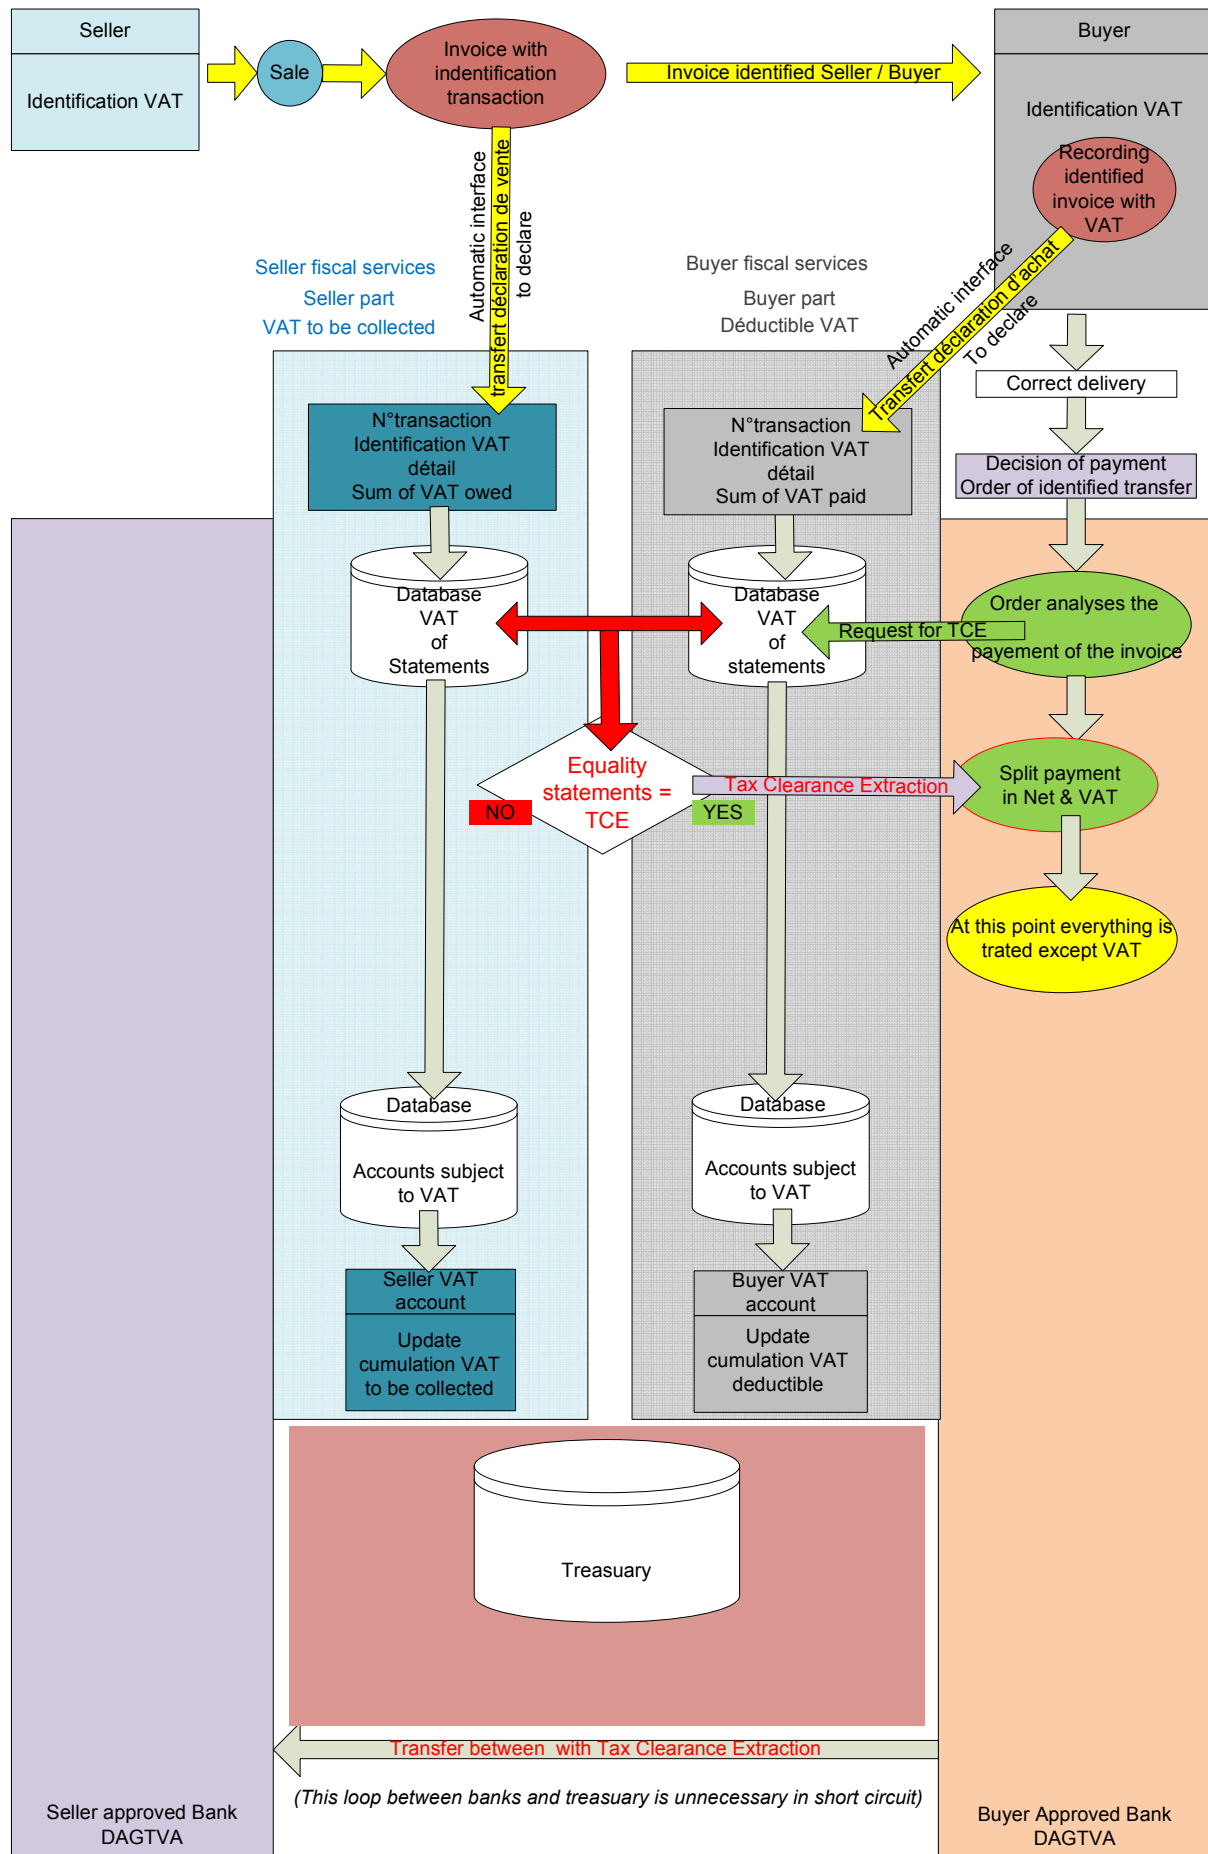 Seller
Identification VAT
Sale
Invoice with
indentification
transaction
Invoice identified Seller / Buyer
Buyer
Identification VAT
Recording
identified
invoice with
VAT
Automatic interface
transfert déclaration de vente
to declare
Automatic interface
Transfert déclaration d'achat
To declare
Seller fiscal services
Seller part
VAT to be collected
Buyer fiscal services
Buyer part
Déductible VAT
Correct delivery
Decision of payment
Order of identified transfer
N°transaction
Identification VAT
détail
Sum of VAT owed
N°transaction
Identification VAT
détail
Sum of VAT paid
Database
VAT
of
Statements
Database
VAT
of
statements
Request for TCE
Order analyses the
payement of the invoice
Equality
statements =
TCE
NO
YES
Tax Clearance Extraction
Split payment
in Net & VAT
At this point everything is
trated except VAT
Database
Accounts subject
to VAT
Database
Accounts subject
to VAT
Seller VAT
account
Update
cumulation VAT
to be collected
Buyer VAT
account
Update
cumulation VAT
deductible
Treasuary
Transfer between  with Tax Clearance Extraction
(This loop between banks and treasury is unnecessary in short circuit)
Seller approved Bank
DAGTVA
Buyer Approved Bank
DAGTVA